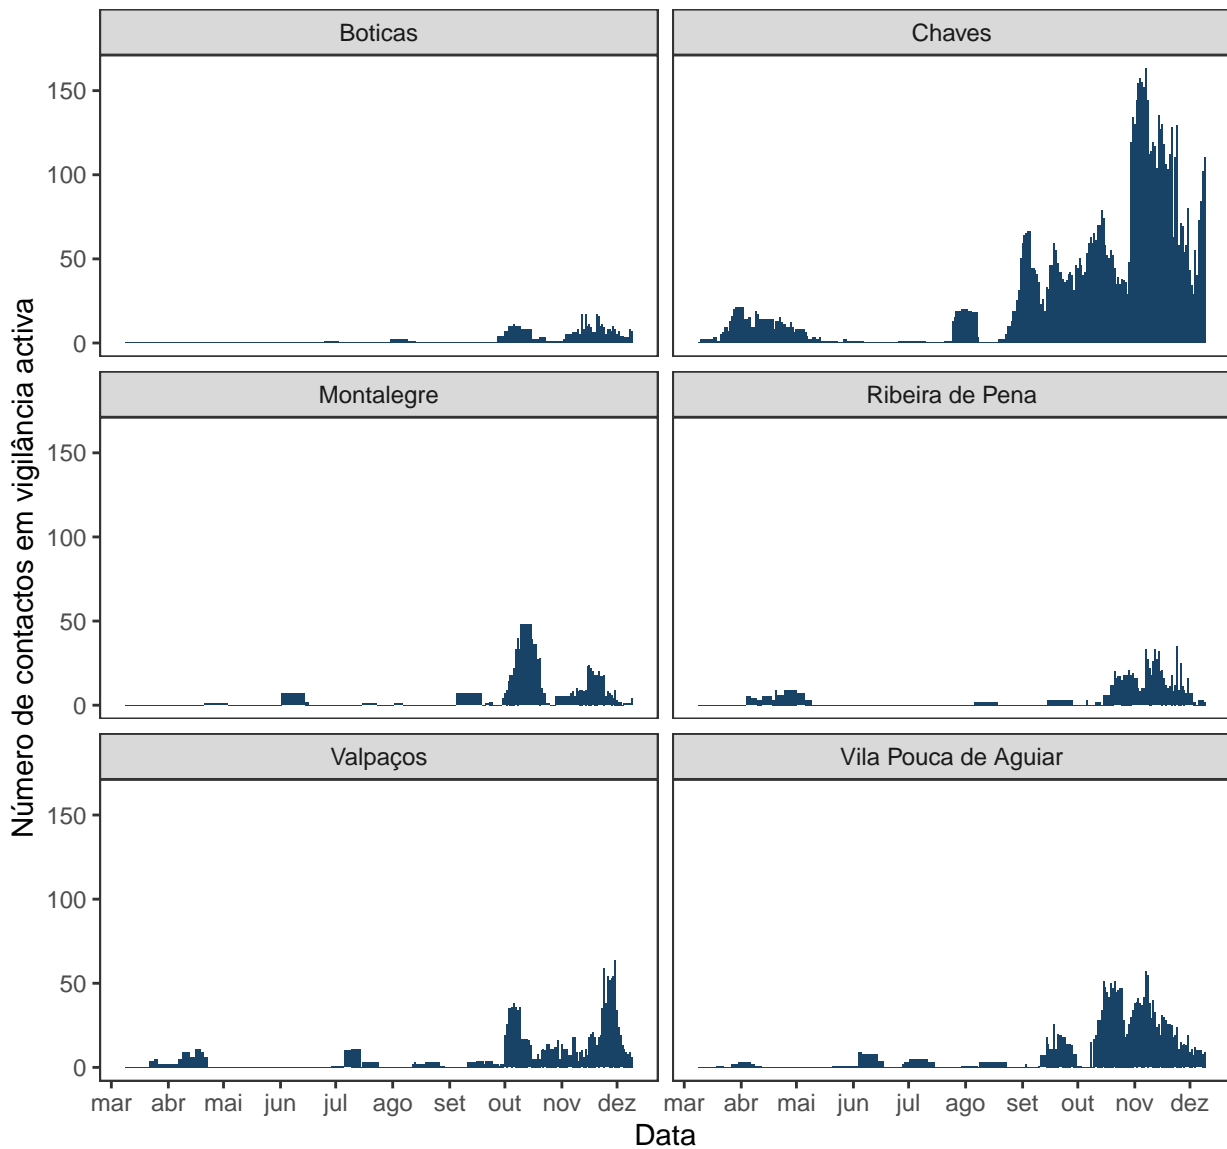 Boticas
Chaves
150
100
50
0
Montalegre
Ribeira de Pena
150
100
50
0
Valpaços
Vila Pouca de Aguiar
150
100
50
0
mar abr mai jun jul ago set out nov dez
mar abr mai jun jul ago set out nov dez
Data
Número de contactos em vigilância activa